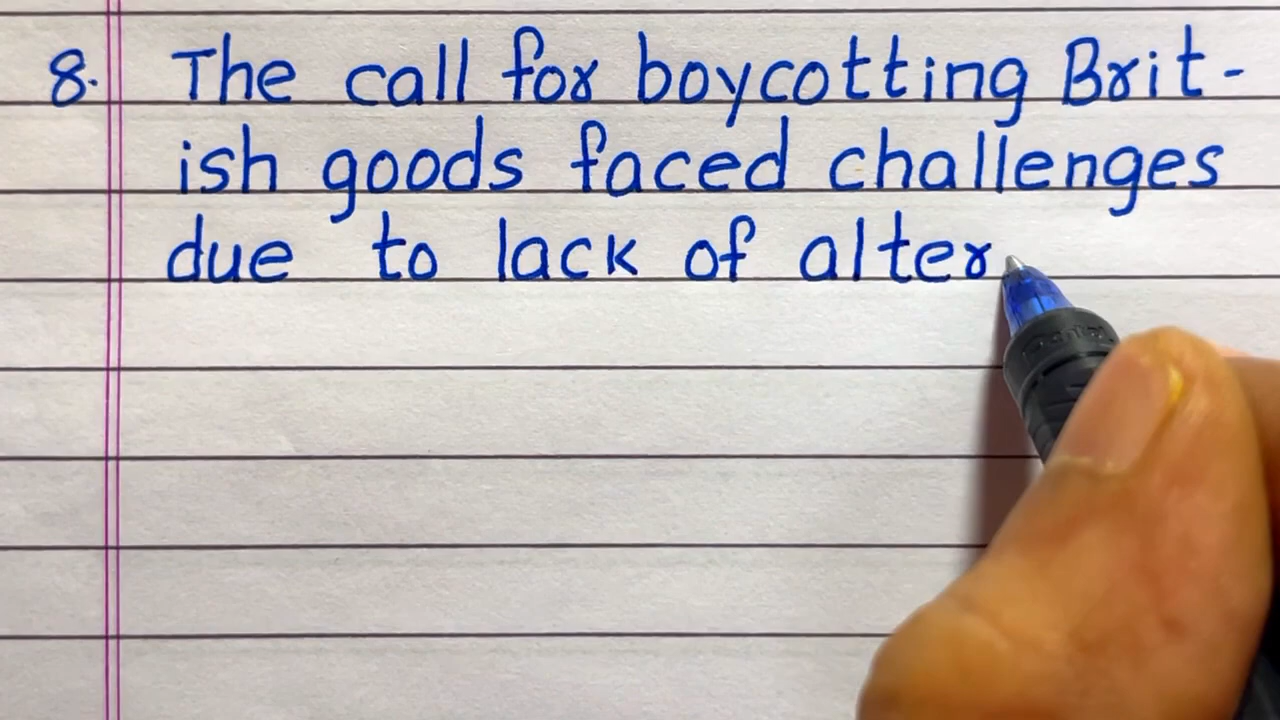 8. The call for boycotting Brit-
ish goods faced challenges
due to lack of alter